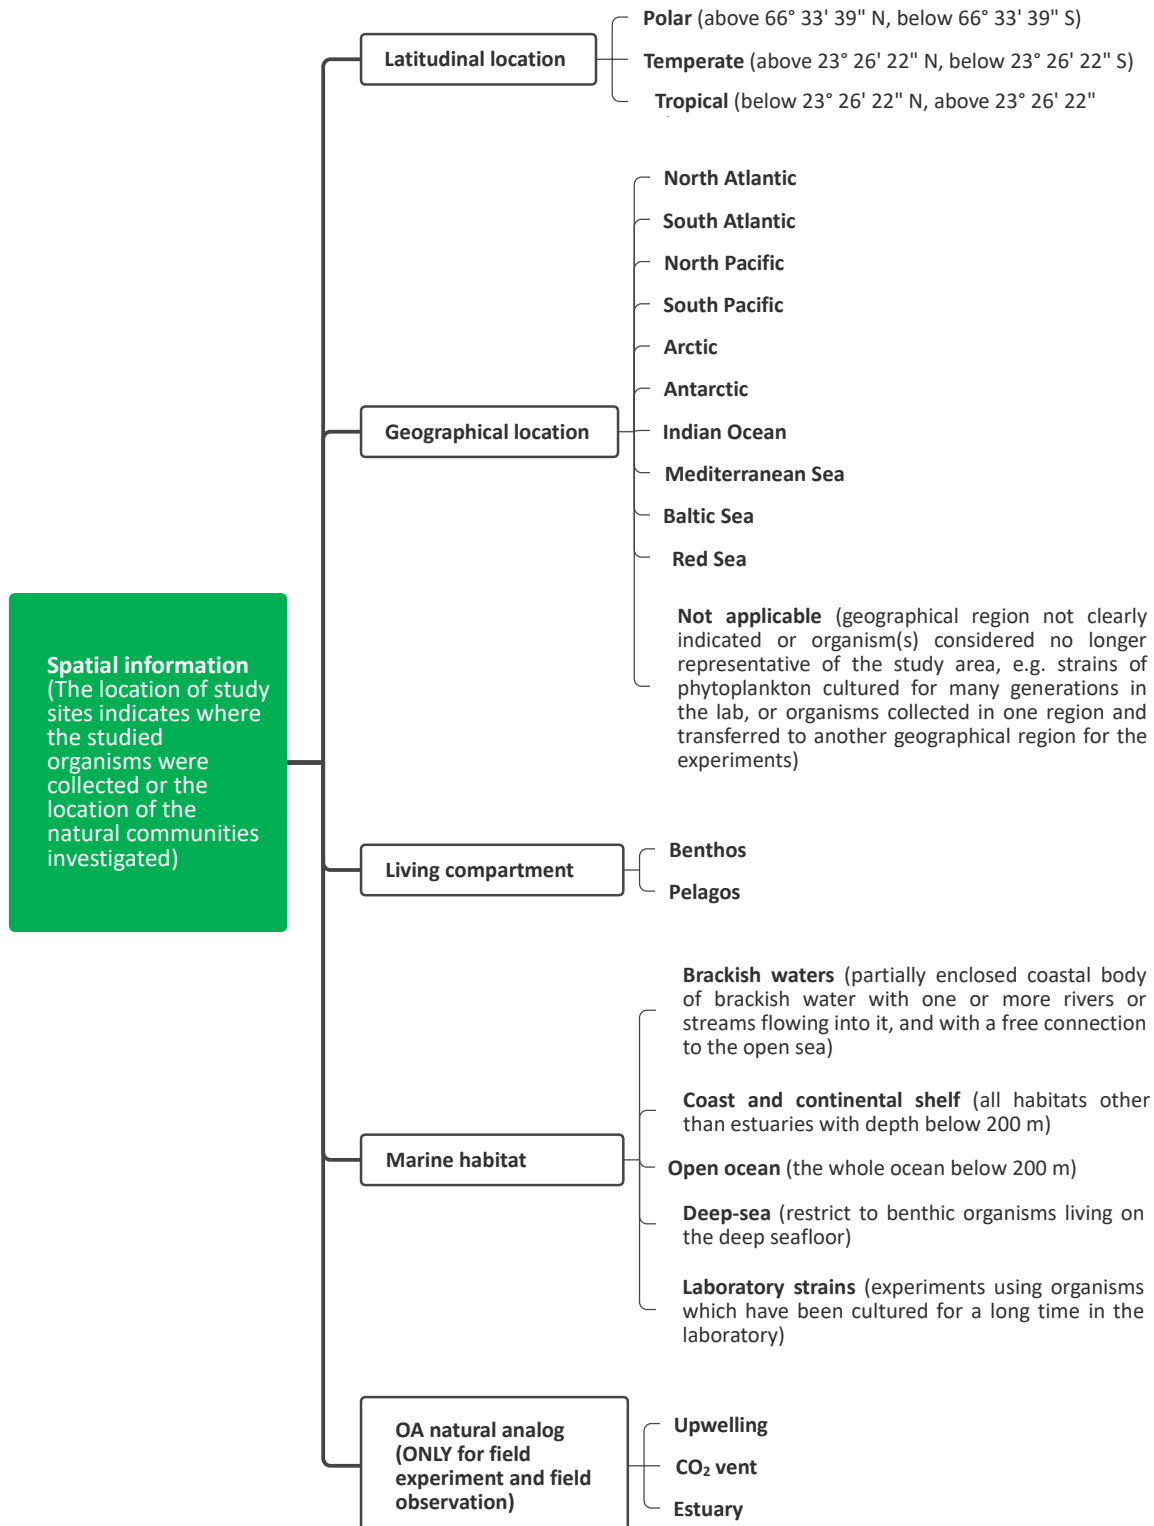 Polar (above 66° 33' 39" N, below 66° 33' 39" S)
Latitudinal location
Temperate (above 23° 26' 22" N, below 23° 26' 22" S)
Tropical (below 23° 26' 22" N, above 23° 26' 22"
North Atlantic
South Atlantic
North Pacific
South Pacific
Arctic
Antarctic
Geographical location
Indian Ocean
Mediterranean Sea
Baltic Sea
Red Sea
Not applicable (geographical region not clearly
indicated or organism(s) considered no longer
representative of the study area, e.g. strains of
phytoplankton cultured for many generations in
the lab, or organisms collected in one region and
transferred to another geographical region for the
experiments)
Spatial information
(The location of study
sites indicates where
the studied
organisms were
collected or the
location of the
natural communities
investigated)
Living compartment
Benthos
Pelagos
Brackish waters (partially enclosed coastal body
of brackish water with one or more rivers or
streams flowing into it, and with a free connection
to the open sea)
Coast and continental shelf (all habitats other
than estuaries with depth below 200 m)
Marine habitat
Open ocean (the whole ocean below 200 m)
Deep-sea (restrict to benthic organisms living on
the deep seafloor)
Laboratory strains (experiments using organisms
which have been cultured for a long time in the
laboratory)
OA natural analog
(ONLY for field
experiment and field
observation)
Upwelling
CO₂ vent
Estuary